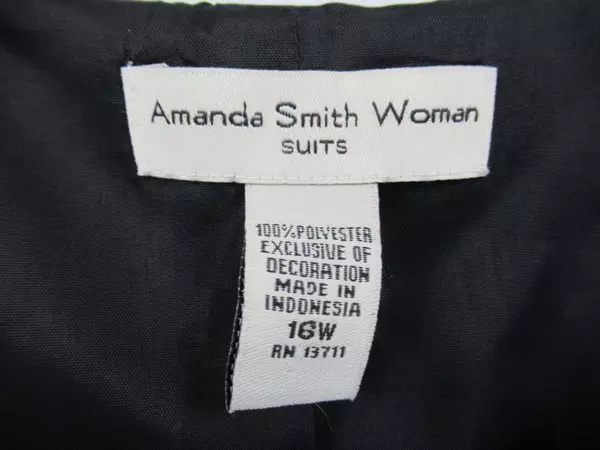 Amanda Smith Woman
SUITS
100%POLYESTER
EXCLUSIVE OF
DECORATION
MADE IN
INDONESIA
16W
RN 13711